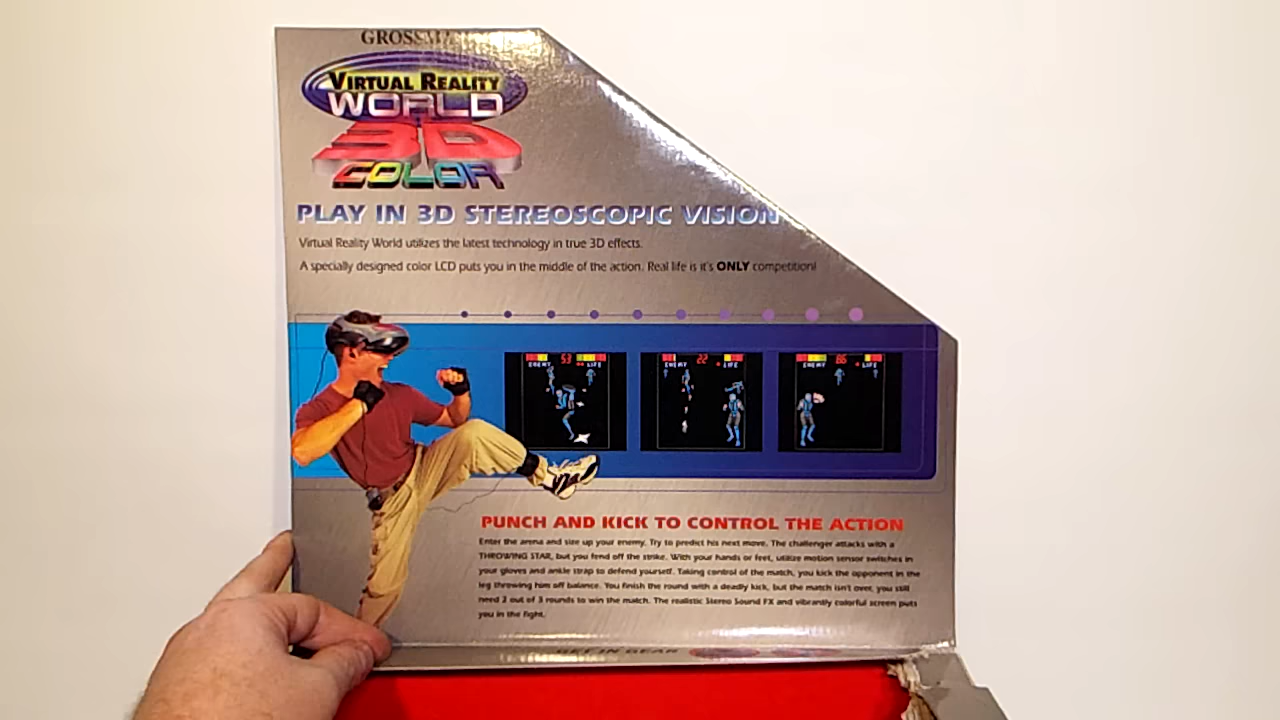 VIRTUAL REALITY
WORLD
3D
COLOR
PLAY IN 3D STEREOSCOPIC VISION
Virtual Reality World utilizes the latest technology in true 3D effects.
A specially designed color LCD puts you in the middle of the action. Real life is it's ONLY competition!
53
ENEMY LIFE
22
ENEMY LIFE
86
ENEMY LIFE
PUNCH AND KICK TO CONTROL THE ACTION
Enter the arena and size up your enemy. Try to predict his next move. The challenger attacks with a
THROWING STAR, but you fend off the strike. With your hands or feet, utilize motion sensor switches in
your gloves and ankle strap to defend yourself. Taking control of the match, you kick the opponent in the
leg throwing him off balance. You finish the round with a deadly kick, but the match isn't over, you still
need 2 out of 3 rounds to win the match. The realistic Stereo Sound FX and vibrantly colorful screen puts
you in the fight.
GET IN GEAR